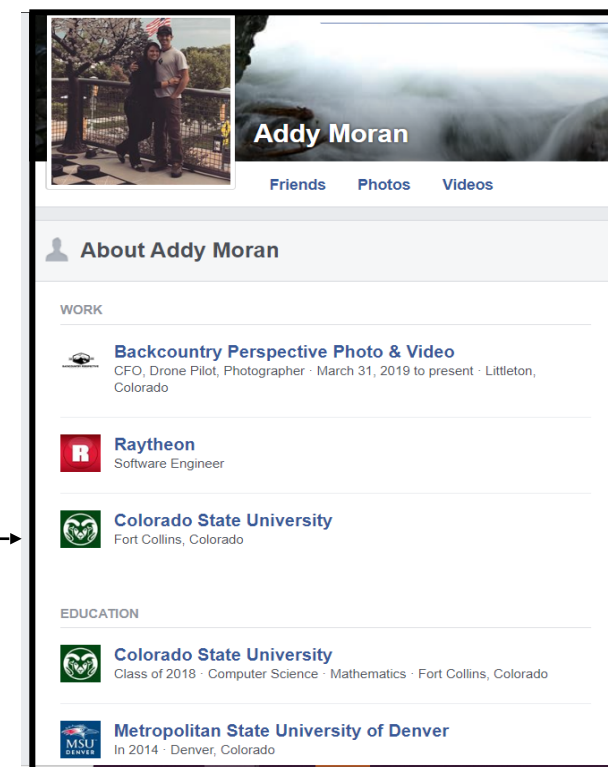 Addy Moran
Friends Photos Videos
About Addy Moran
WORK
Backcountry Perspective Photo & Video
CFO, Drone Pilot, Photographer · March 31, 2019 to present · Littleton,
Colorado
R
Raytheon
Software Engineer
Colorado State University
Fort Collins, Colorado
EDUCATION
Colorado State University
Class of 2018 · Computer Science · Mathematics · Fort Collins, Colorado
MSU
DENVER
Metropolitan State University of Denver
In 2014 · Denver, Colorado